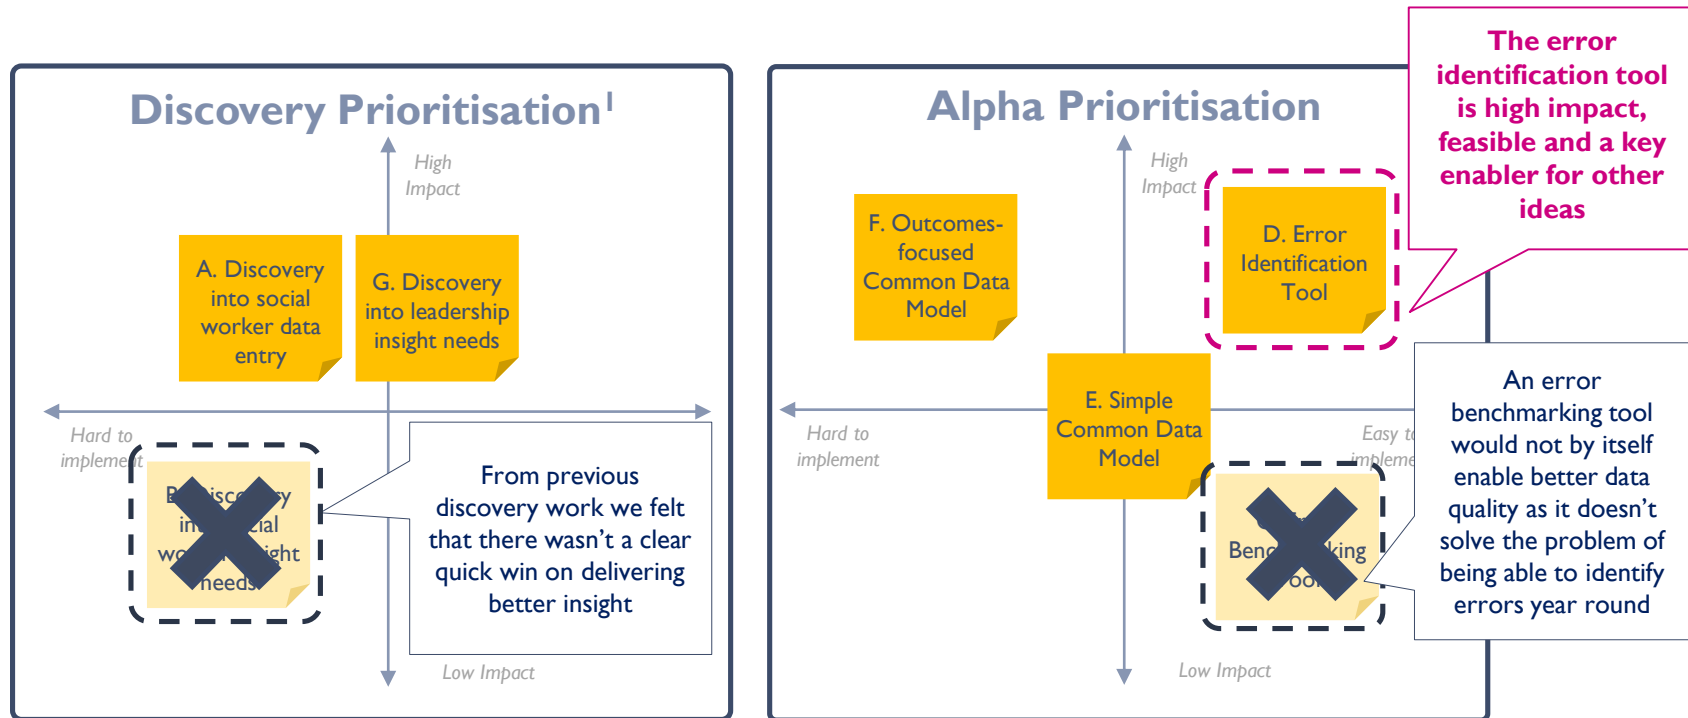 Discovery Prioritisation1
High
Impact
A. Discovery
into social
worker data
entry
G. Discovery
into leadership
insight needs
Hard to
implement
needs
From previous
discovery work we felt
that there wasn't a clear
quick win on delivering
better insight
Low Impact
Alpha Prioritisation
High
Impact
F. Outcomes-
focused
Common Data
Model
D. Error
Identification
Tool
The error
identification tool
is high impact,
feasible and a key
enabler for other
ideas
E. Simple
Common Data
Model
Hard to
implement
Easy to
An error
benchmarking tool
would not by itself
enable better data
quality as it doesn't
solve the problem of
being able to identify
errors year round
Low Impact